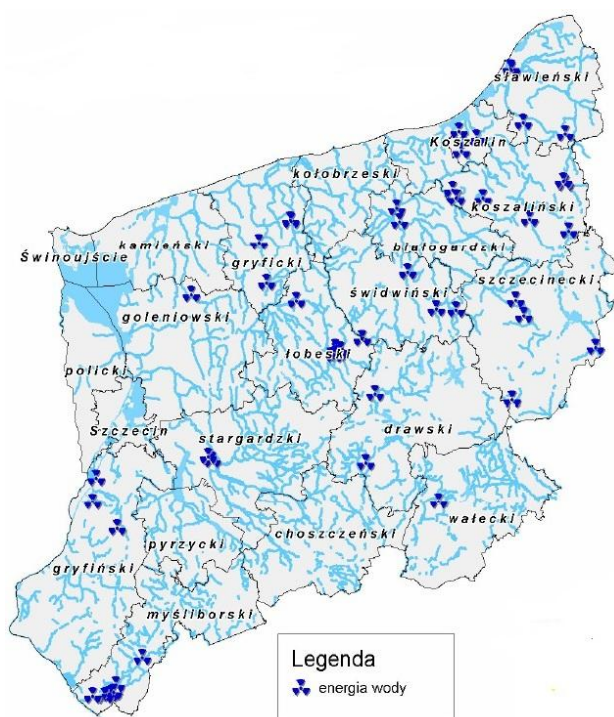 sławieński
Koszalin
kołobrzeski
koszaliński
kamieński
białogardzki
Świnoujście
gryficki
szczecinecki
świdwiński
goleniowski
łobeski
policki
Szczecin
stargardzki
drawski
wałecki
choszczeński
pyrzycki
gryfiński
myśliborski
Legenda
energia wody